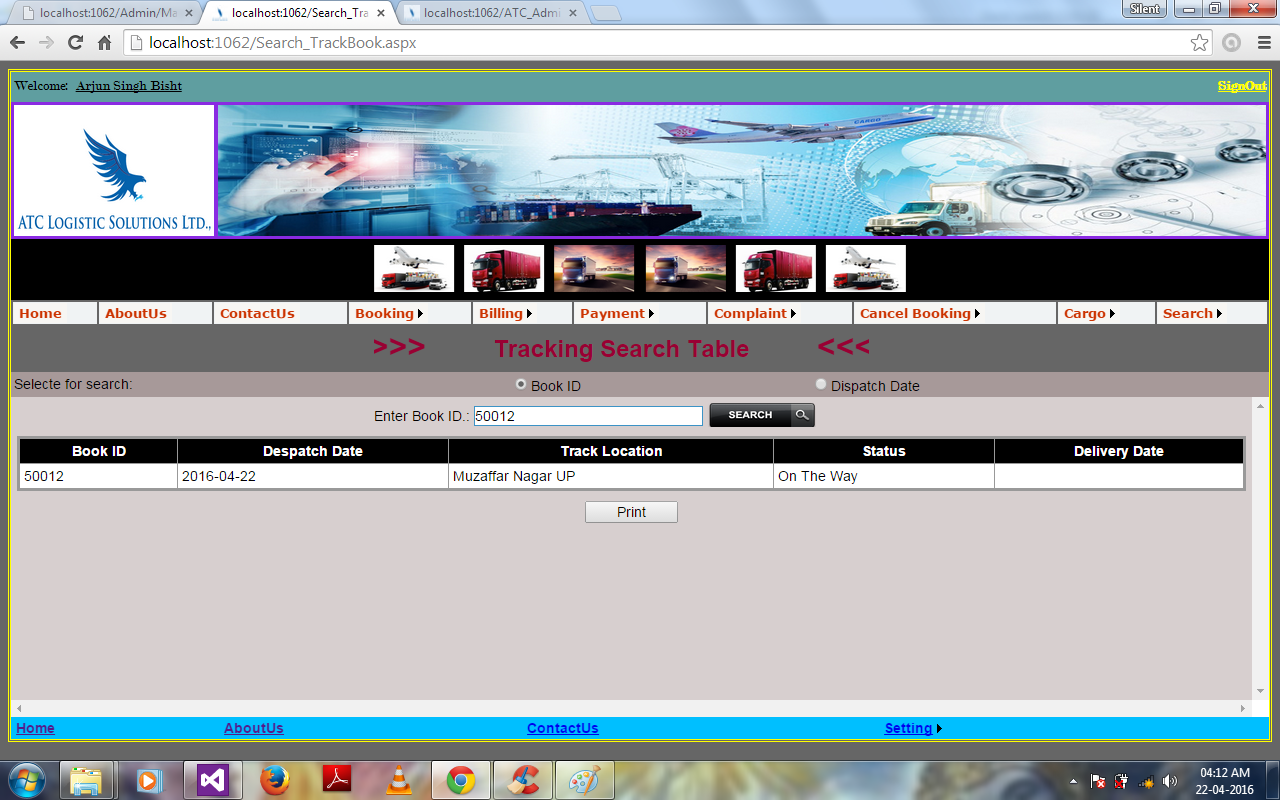 localhost:1062/Admin/Ma
localhost:1062/Search_Tra
localhost:1062/ATC_Admi
Silent
localhost:1062/Search_TrackBook.aspx
Welcome: Arjun Singh Bisht
SignOut
ATC LOGISTIC SOLUTIONS LTD.,
CARGO
Home AboutUs ContactUs Booking Billing Payment Complaint Cancel Booking Cargo Search
>>> Tracking Search Table <<<
Selecte for search: Book ID Dispatch Date
Enter Book ID.: 50012 SEARCH
Book ID Despatch Date Track Location Status Delivery Date
50012 2016-04-22 Muzaffar Nagar UP On The Way
Print
Home AboutUs ContactUs Setting
04:12 AM
22-04-2016